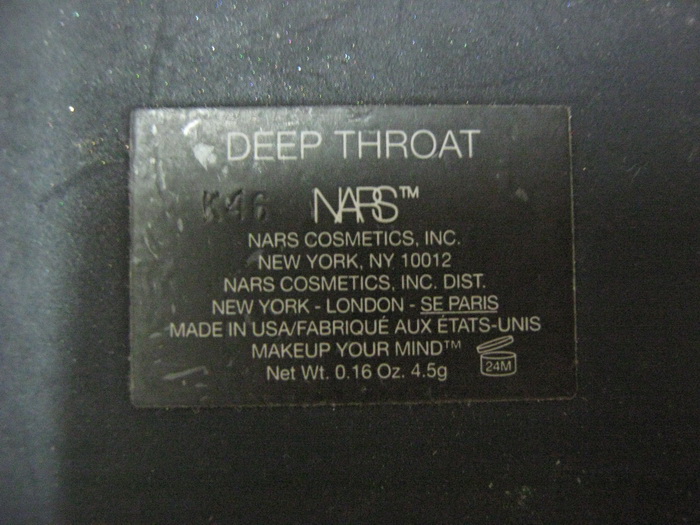 DEEP THROAT
K46 NARS™
NARS COSMETICS, INC.
NEW YORK, NY 10012
NARS COSMETICS, INC. DIST.
NEW YORK - LONDON - SE PARIS
MADE IN USA/FABRIQUÉ AUX ÉTATS-UNIS
MAKEUP YOUR MIND™
24M
Net Wt. 0.16 Oz. 4.5g